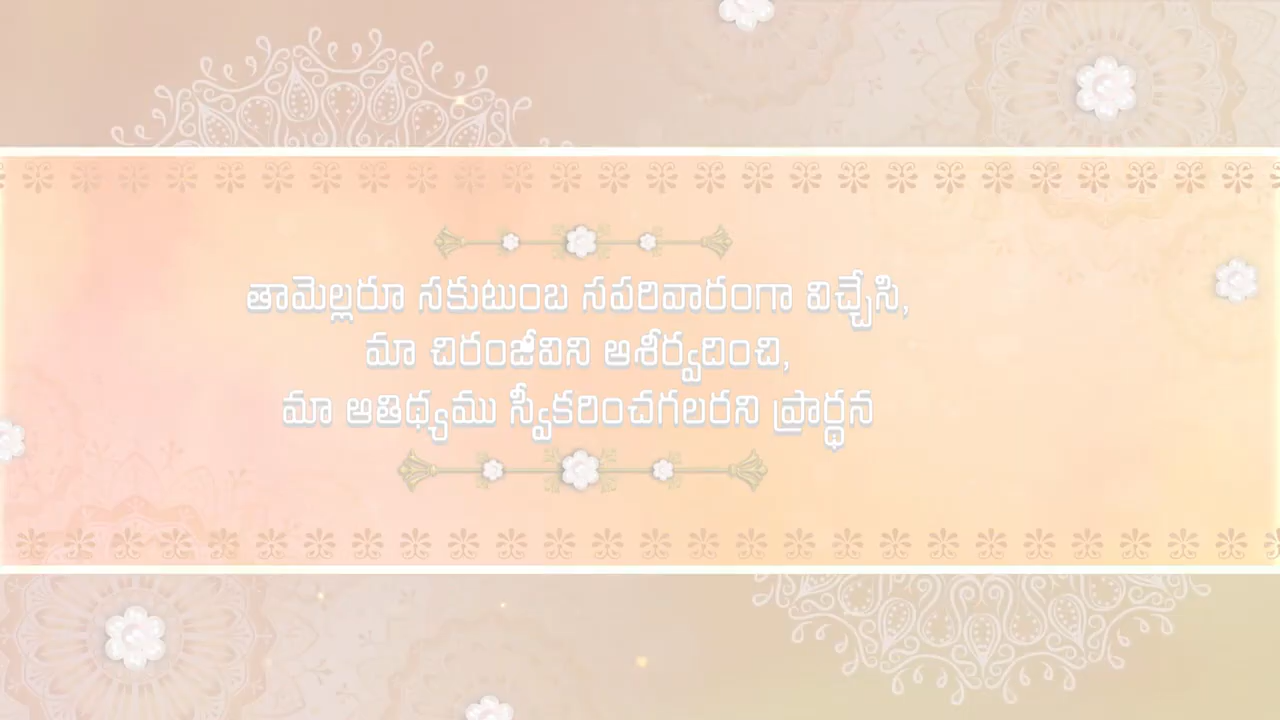 తామెల్లరూ సకుటుంబ సపరివారంగా విచ్చేసి,
మా చిరంజీవిని ఆశీర్వదించి,
మా ఆతిథ్యము స్వీకరించగలరని ప్రార్థన